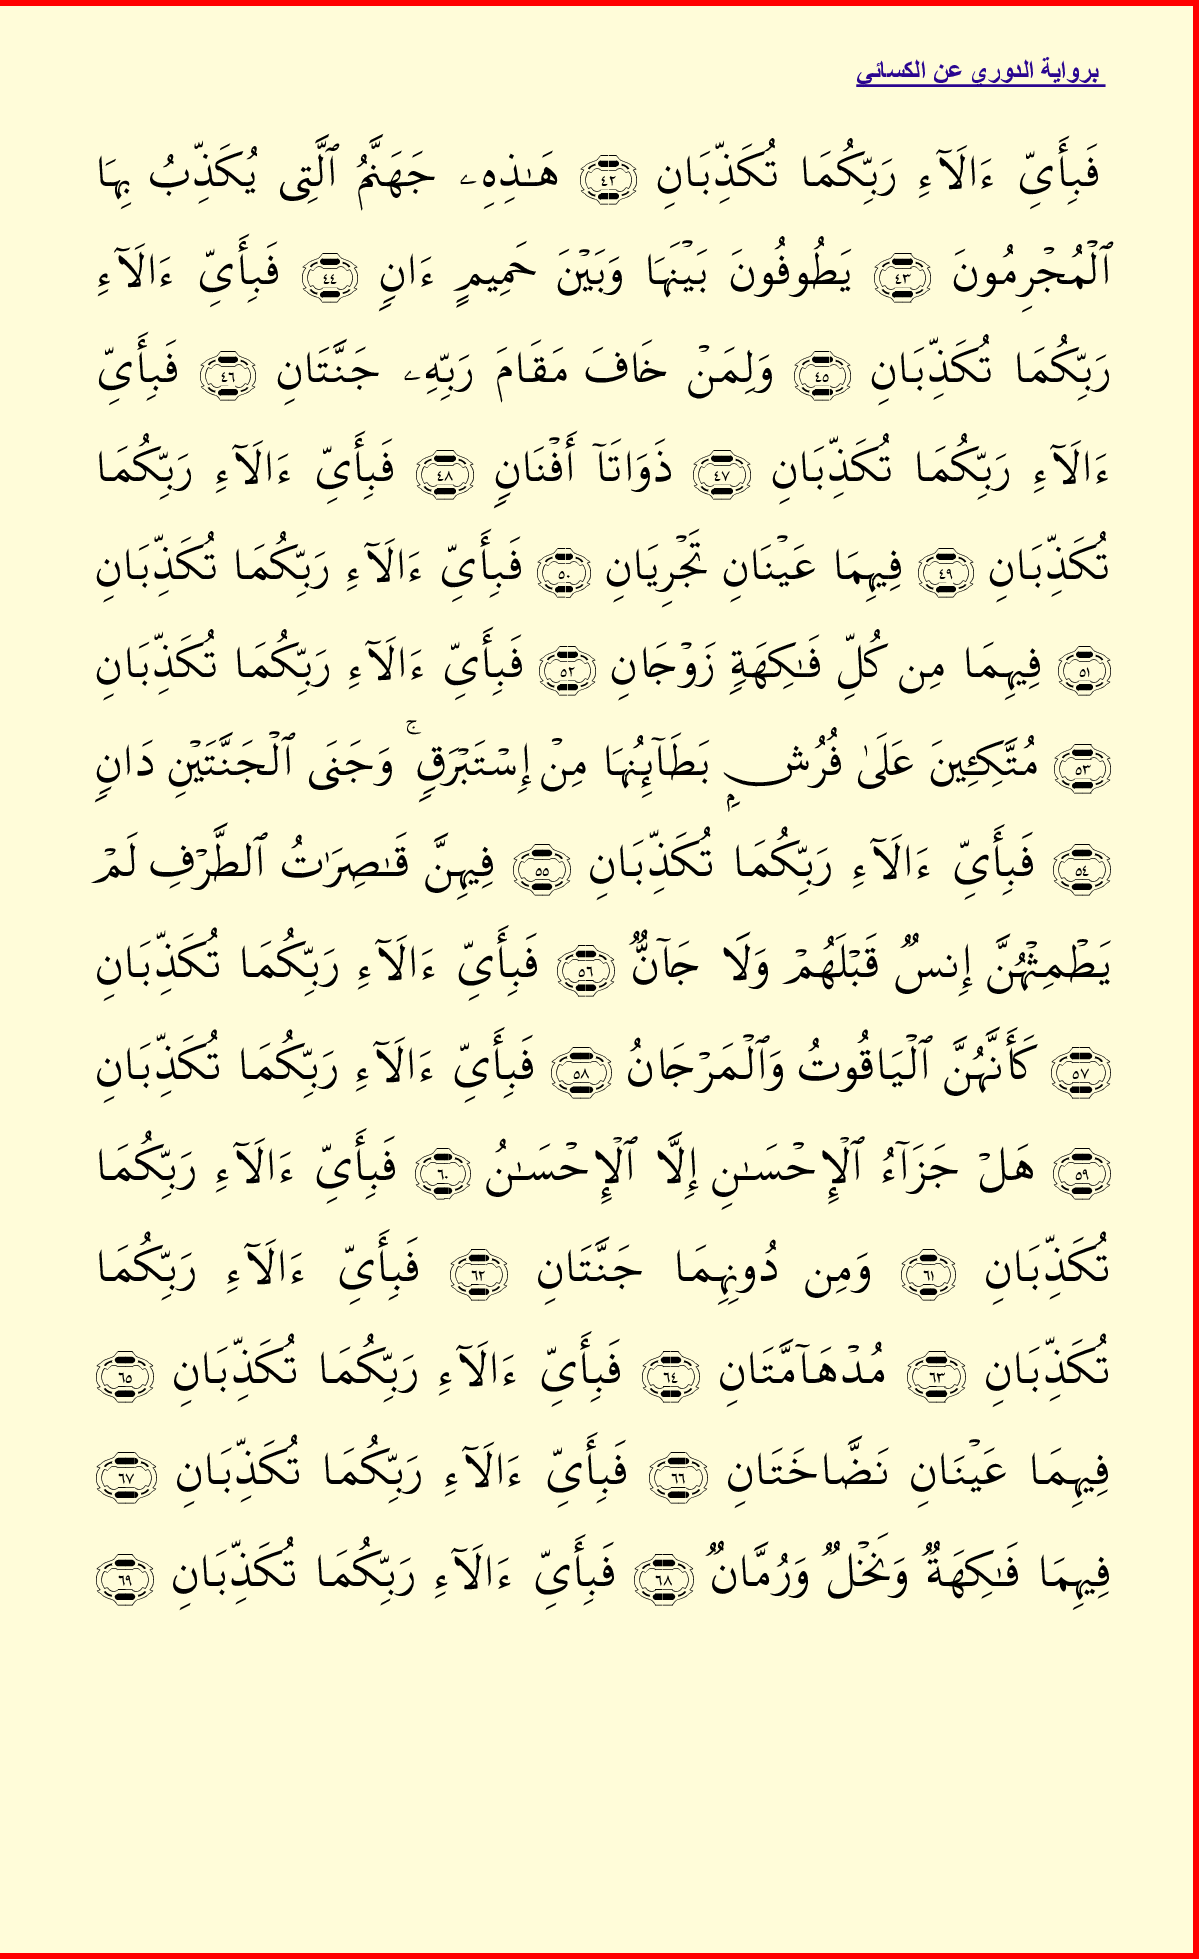 برواية الدوري عن الكسائي
فَبِأَيِّ ءَالَآءِ رَبِّكُمَا تُكَذِّبَانِ ٤٢ هَـٰذِهِۦ جَهَنَّمُ ٱلَّتِى يُكَذِّبُ بِهَا
ٱلْمُجْرِمُونَ ٤٣ يَطُوفُونَ بَيْنَهَا وَبَيْنَ حَمِيمٍ ءَانٍ ٤٤ فَبِأَيِّ ءَالَآءِ
رَبِّكُمَا تُكَذِّبَانِ ٤٥ وَلِمَنْ خَافَ مَقَامَ رَبِّهِۦ جَنَّتَانِ ٤٦ فَبِأَيِّ
ءَالَآءِ رَبِّكُمَا تُكَذِّبَانِ ٤٧ ذَوَاتَآ أَفْنَانٍ ٤٨ فَبِأَيِّ ءَالَآءِ رَبِّكُمَا
تُكَذِّبَانِ ٤٩ فِيهِمَا عَيْنَانِ تَجْرِيَانِ ٥٠ فَبِأَيِّ ءَالَآءِ رَبِّكُمَا تُكَذِّبَانِ
٥١ فِيهِمَا مِن كُلِّ فَـٰكِهَةٍ زَوْجَانِ ٥٢ فَبِأَيِّ ءَالَآءِ رَبِّكُمَا تُكَذِّبَانِ
٥٣ مُتَّكِـِٔينَ عَلَىٰ فُرُشٍۭ بَطَآئِنُهَا مِنْ إِسْتَبْرَقٍ ۚ وَجَنَى ٱلْجَنَّتَيْنِ دَانٍ
٥٤ فَبِأَيِّ ءَالَآءِ رَبِّكُمَا تُكَذِّبَانِ ٥٥ فِيهِنَّ قَـٰصِرَٰتُ ٱلطَّرْفِ لَمْ
يَطْمِثْهُنَّ إِنسٌ قَبْلَهُمْ وَلَا جَآنٌّ ٥٦ فَبِأَيِّ ءَالَآءِ رَبِّكُمَا تُكَذِّبَانِ
٥٧ كَأَنَّهُنَّ ٱلْيَاقُوتُ وَٱلْمَرْجَانُ ٥٨ فَبِأَيِّ ءَالَآءِ رَبِّكُمَا تُكَذِّبَانِ
٥٩ هَلْ جَزَآءُ ٱلْإِحْسَـٰنِ إِلَّا ٱلْإِحْسَـٰنُ ٦٠ فَبِأَيِّ ءَالَآءِ رَبِّكُمَا
تُكَذِّبَانِ ٦١ وَمِن دُونِهِمَا جَنَّتَانِ ٦٢ فَبِأَيِّ ءَالَآءِ رَبِّكُمَا
تُكَذِّبَانِ ٦٣ مُدْهَآمَّتَانِ ٦٤ فَبِأَيِّ ءَالَآءِ رَبِّكُمَا تُكَذِّبَانِ ٦٥
فِيهِمَا عَيْنَانِ نَضَّاخَتَانِ ٦٦ فَبِأَيِّ ءَالَآءِ رَبِّكُمَا تُكَذِّبَانِ ٦٧
فِيهِمَا فَـٰكِهَةٌ وَنَخْلٌ وَرُمَّانٌ ٦٨ فَبِأَيِّ ءَالَآءِ رَبِّكُمَا تُكَذِّبَانِ ٦٩